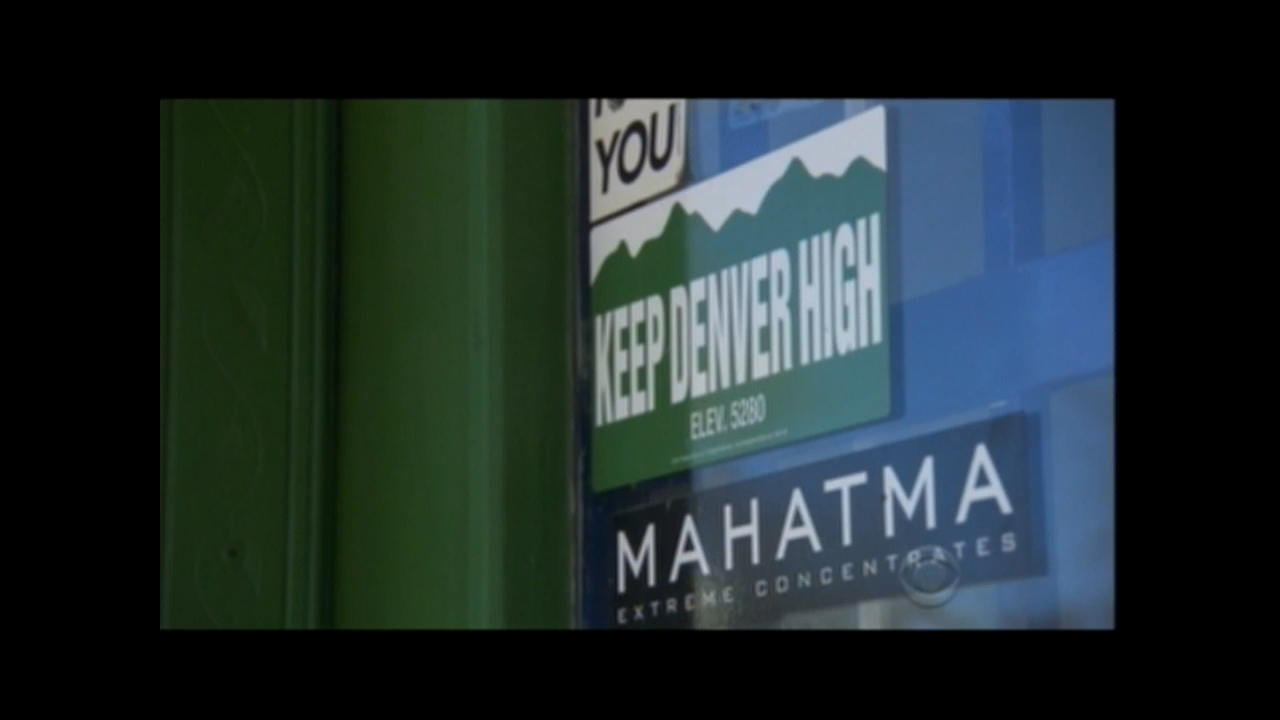 YOU
KEEP DENVER HIGH
ELEV. 5280
MAHATMA
EXTREME CONCENTRATES